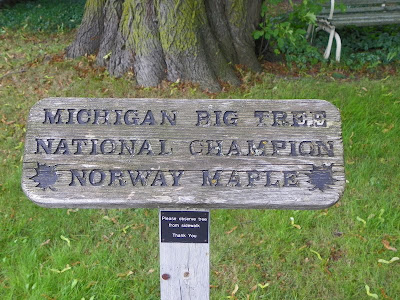 MICHIGAN BIG TREE
NATIONAL CHAMPION
NORWAY MAPLE
Please observe tree
from sidewalk
Thank You